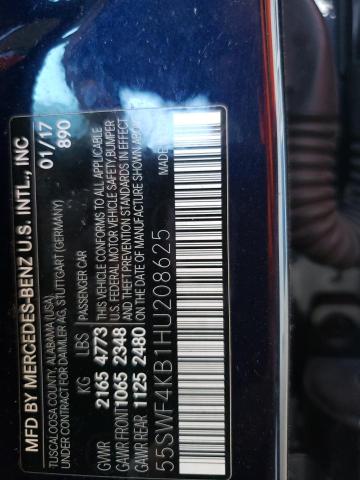 MFD BY MERCEDES-BENZ U.S. INTL., INC
TUSCALOOSA COUNTY, ALABAMA (USA)
UNDER CONTRACT FOR DAIMLER AG, STUTTGART (GERMANY)
01/17
890
KG LBS PASSENGER CAR
GVWR 2165 4773
GAWR FRONT 1065 2348
GAWR REAR 1125 2480
THIS VEHICLE CONFORMS TO ALL APPLICABLE
U.S. FEDERAL MOTOR VEHICLE SAFETY, BUMPER
AND THEFT PREVENTION STANDARDS IN EFFECT
ON THE DATE OF MANUFACTURE SHOWN ABOVE
55SWF4KB1HU208625
MADE